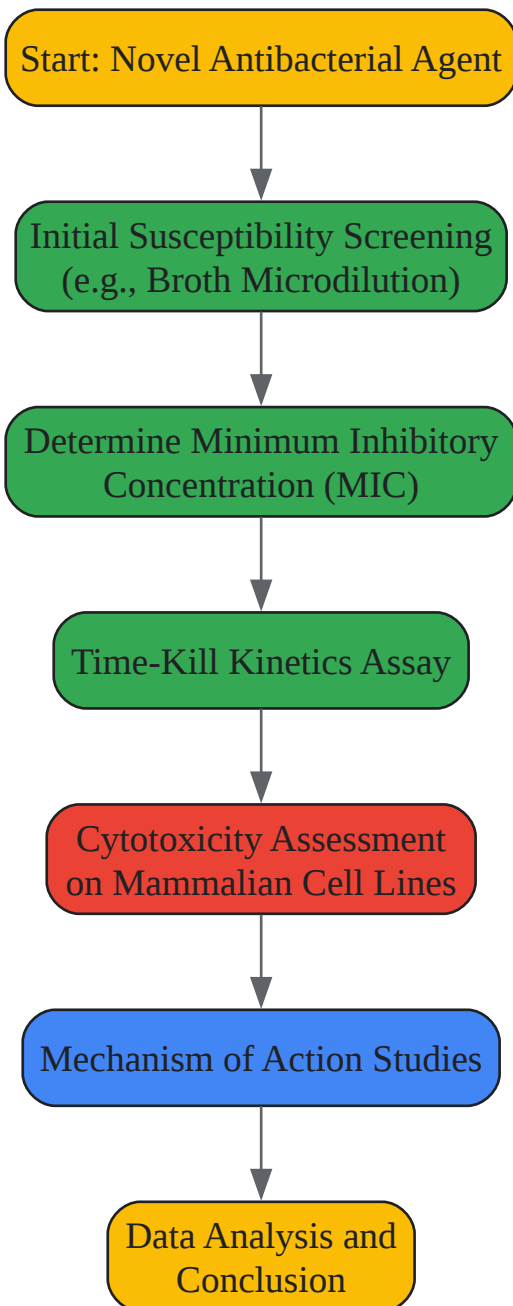 Start: Novel Antibacterial Agent
Initial Susceptibility Screening
(e.g., Broth Microdilution)
Determine Minimum Inhibitory
Concentration (MIC)
Time-Kill Kinetics Assay
Cytotoxicity Assessment
on Mammalian Cell Lines
Mechanism of Action Studies
Data Analysis and
Conclusion